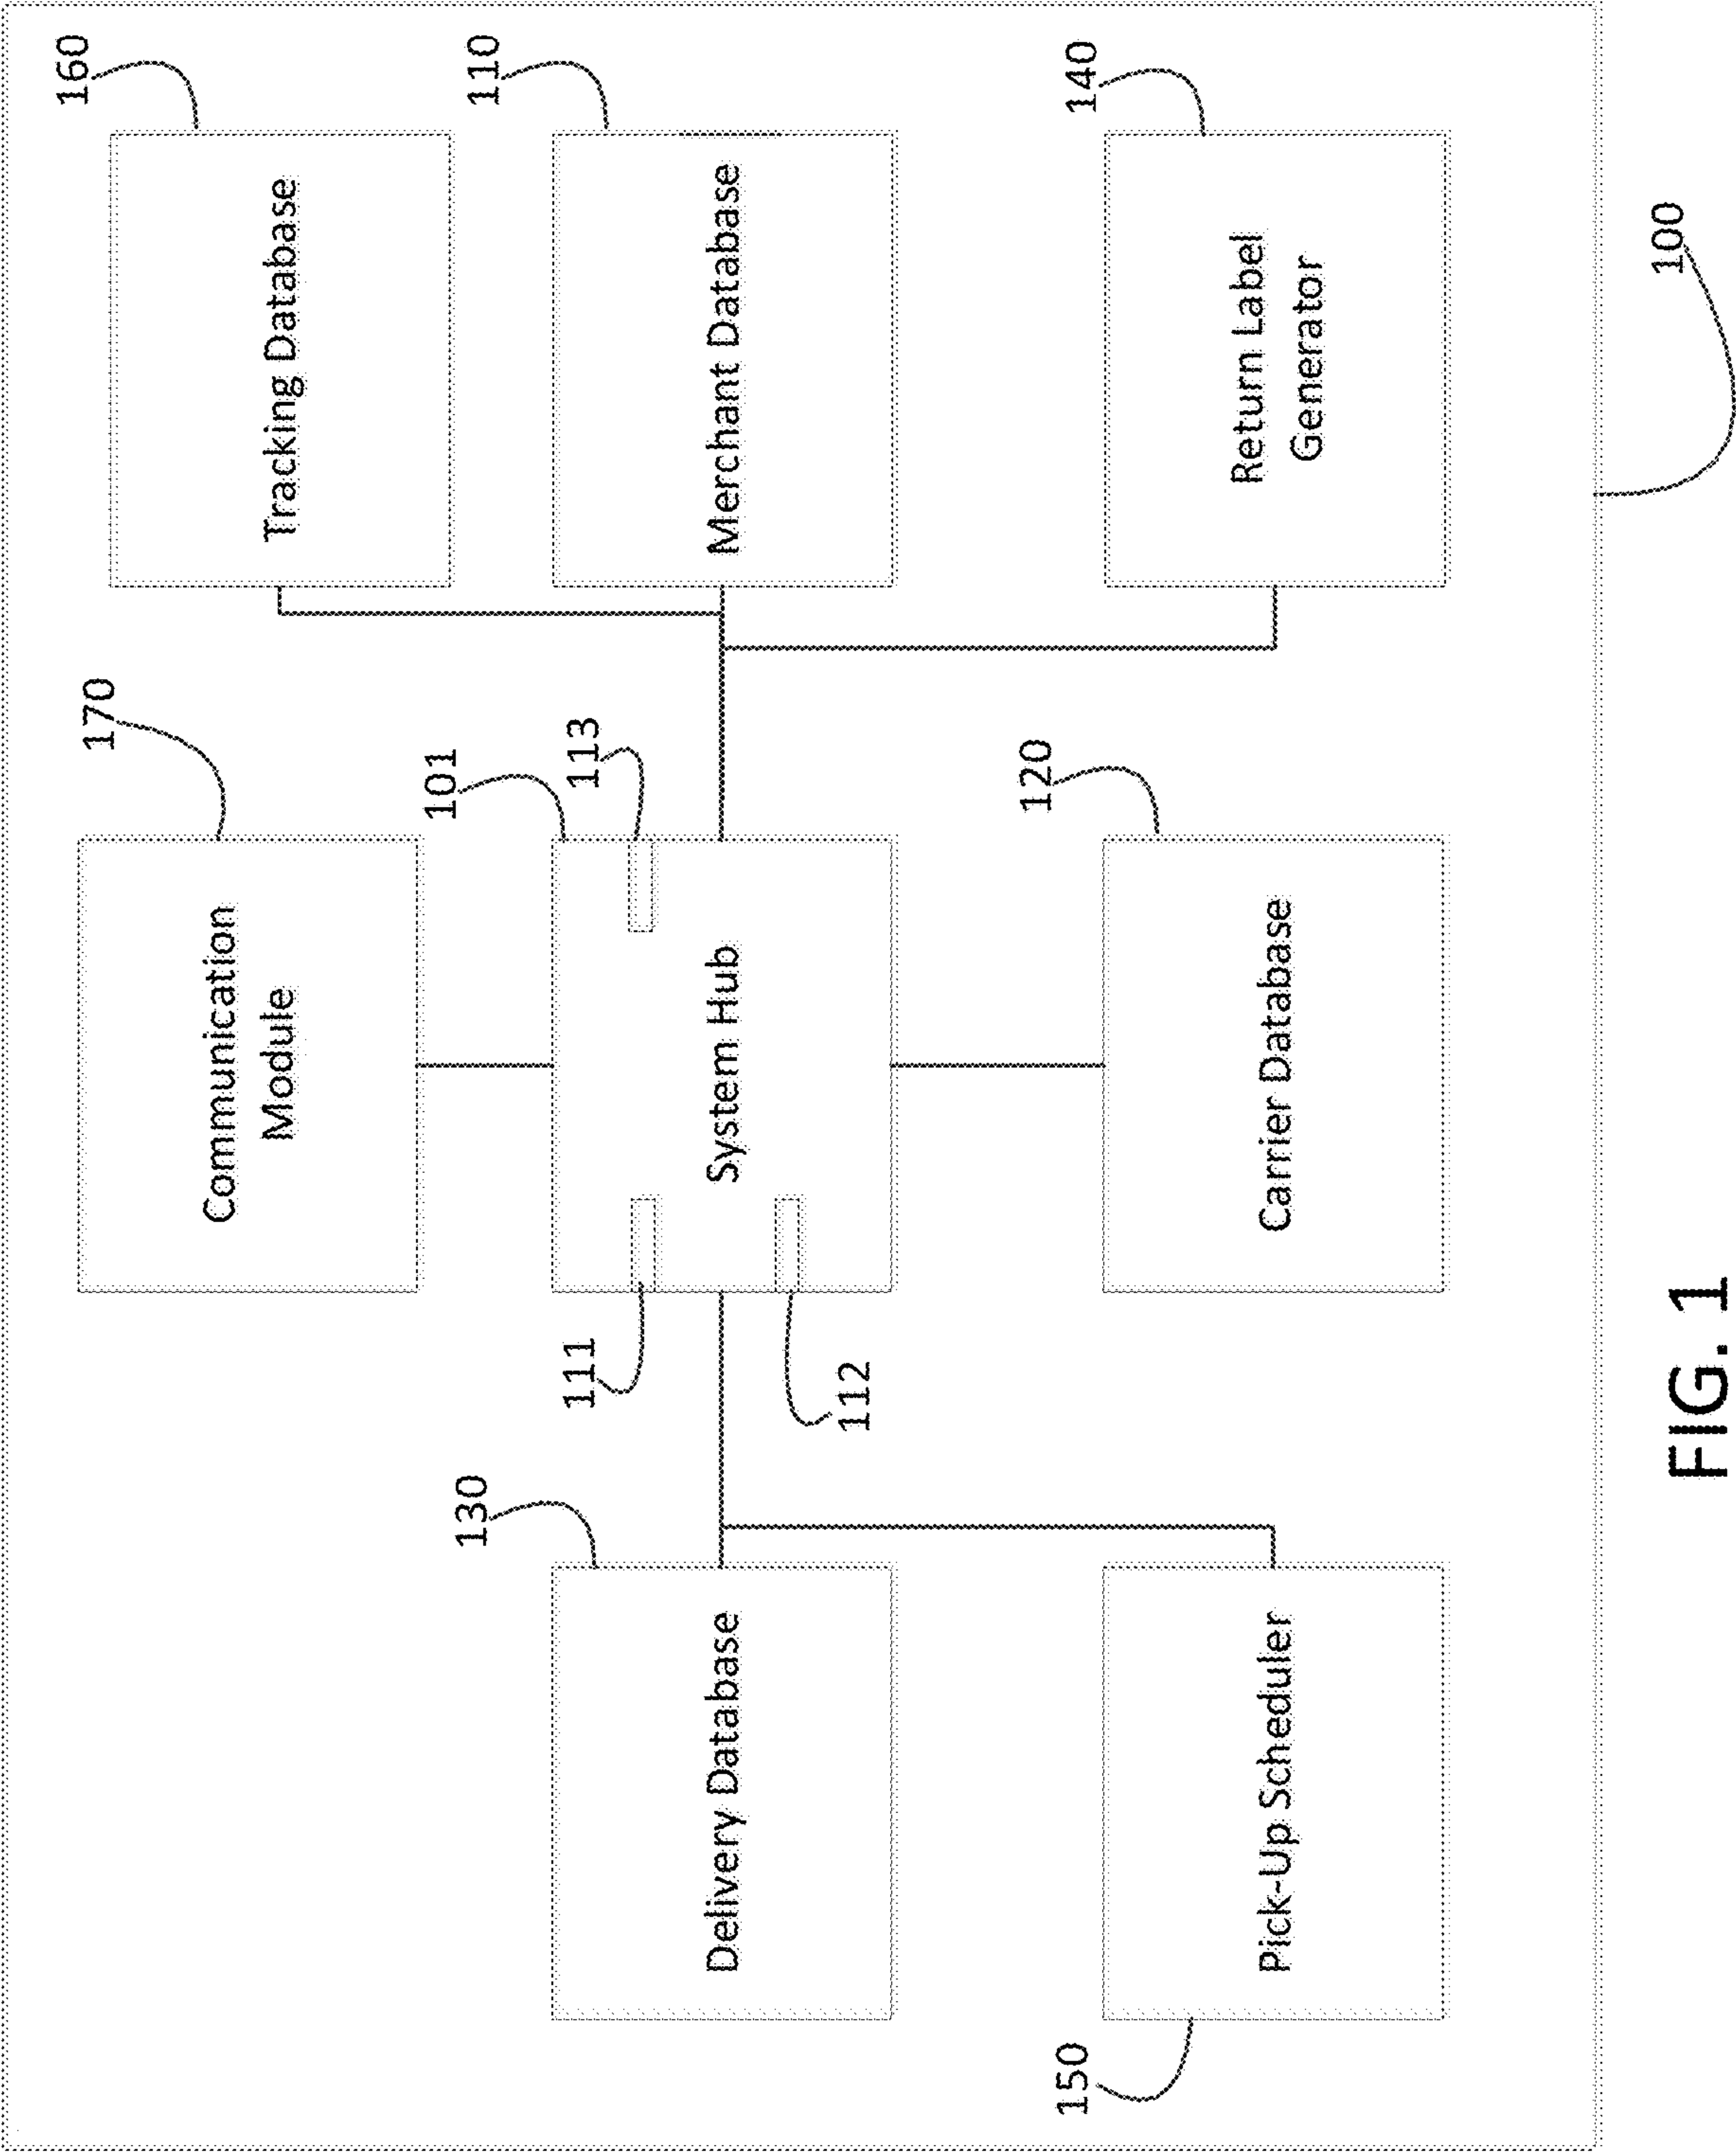 170
160
Communication
Module
Tracking Database
130
101
113
110
111
Delivery Database
System Hub
Merchant Database
112
150
120
140
Pick-Up Scheduler
Carrier Database
Return Label
Generator
100
FIG. 1